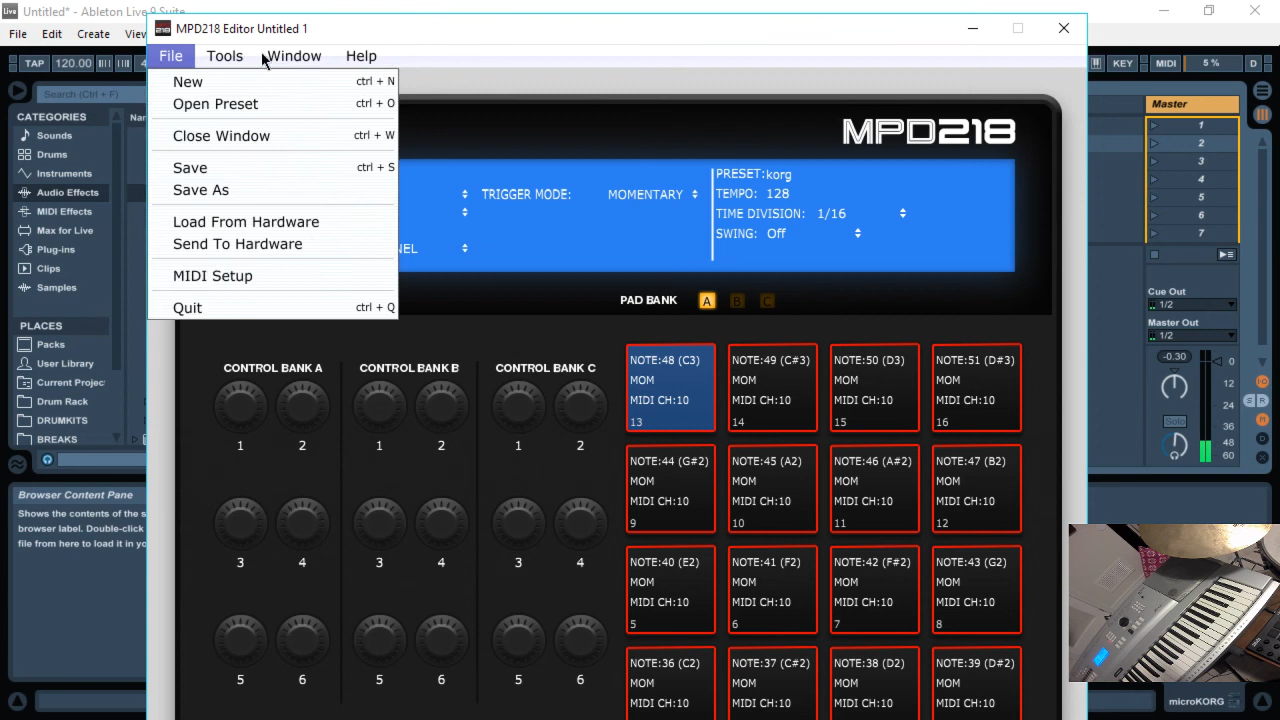 Live Untitled* - Ableton Live 9
MPD218 Editor Untitled 1
File Edit Create
File Tools Window Help
TAP 120.00 KEY MIDI 5 % D
New ctrl + N
Open Preset ctrl + O
Close Window ctrl + W
Save ctrl + S
Save As
Load From Hardware
Send To Hardware
MIDI Setup
Quit ctrl + Q
Search (Ctrl + F)
CATEGORIES
Sounds
Drums
Instruments
Audio Effects
MIDI Effects
Max for Live
Plug-ins
Clips
Samples
PLACES
Packs
User Library
Drum Rack
DRUMKITS
BREAKS
Browser Content Pane
MPD218
TRIGGER MODE: MOMENTARY
PRESET:korg
TEMPO: 128
TIME DIVISION: 1/16
SWING: Off
PAD BANK A B C
CONTROL BANK A CONTROL BANK B CONTROL BANK C
1 2 1 2 1 2
3 4 3 4 3 4
5 6 5 6 5 6
NOTE:48 (C3) NOTE:49 (C#3) NOTE:50 (D3) NOTE:51 (D#3)
MOM MOM MOM MOM
MIDI CH:10 MIDI CH:10 MIDI CH:10 MIDI CH:10
13 14 15 16
NOTE:44 (G#2) NOTE:45 (A2) NOTE:46 (A#2) NOTE:47 (B2)
MOM MOM MOM MOM
MIDI CH:10 MIDI CH:10 MIDI CH:10 MIDI CH:10
9 10 11 12
NOTE:40 (E2) NOTE:41 (F2) NOTE:42 (F#2) NOTE:43 (G2)
MOM MOM MOM MOM
MIDI CH:10 MIDI CH:10 MIDI CH:10 MIDI CH:10
5 6 7 8
NOTE:36 (C2) NOTE:37 (C#2) NOTE:38 (D2) NOTE:39 (D#2)
MOM MOM MOM MOM
MIDI CH:10 MIDI CH:10 MIDI CH:10 MIDI CH:10
Master
1
2
3
4
5
6
7
Cue Out
1/2
Master Out
1/2
-0.30
0
12
24
36
48
60
Solo
S R
microKORG